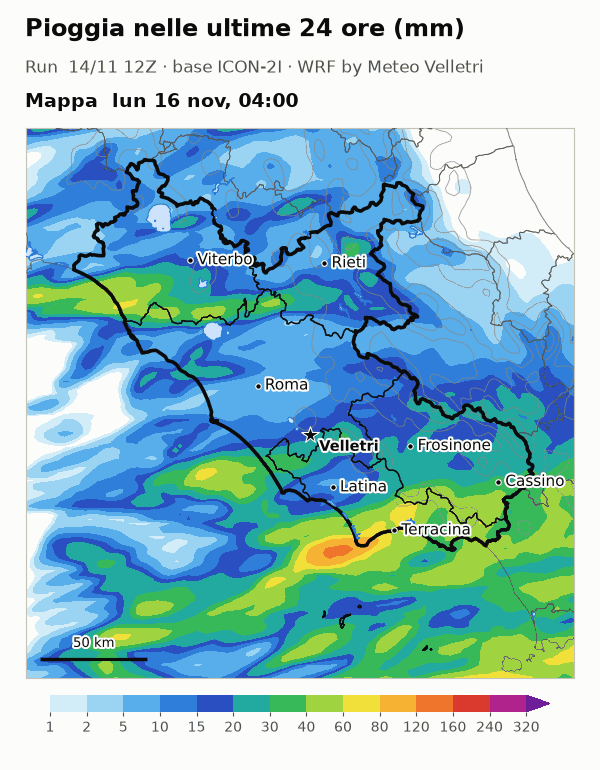 Pioggia nelle ultime 24 ore (mm)
Run  14/11 12Z · base ICON-2I · WRF by Meteo Velletri
Mappa  lun 16 nov, 04:00
Viterbo
Rieti
Roma
Velletri
Frosinone
Cassino
Latina
Terracina
50 km
1 2 5 10 15 20 30 40 60 80 120 160 240 320